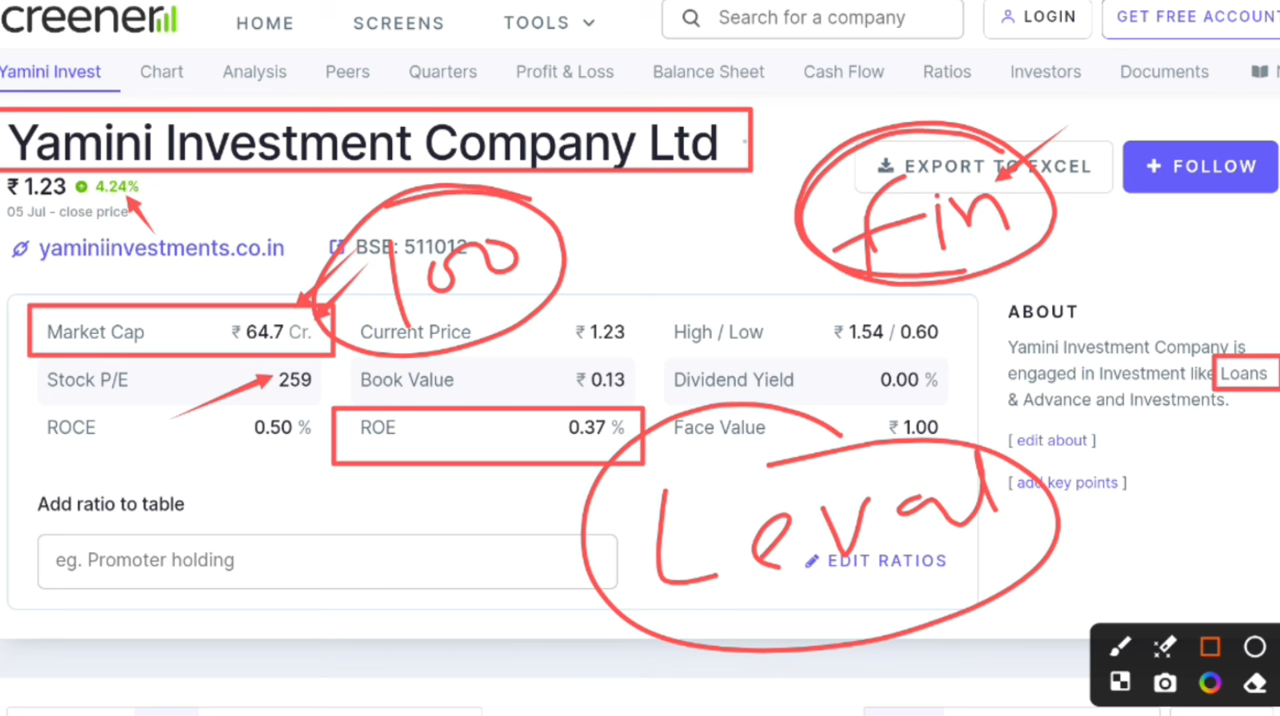 creener
HOME SCREENS TOOLS
Search for a company
LOGIN
GET FREE ACCOUNT
Yamini Invest Chart Analysis Peers Quarters Profit & Loss Balance Sheet Cash Flow Ratios Investors Documents
Yamini Investment Company Ltd
EXPORT TO EXCEL
+ FOLLOW
Fin
₹ 1.23 4.24%
05 Jul - close price
yaminiinvestments.co.in BSE: 511012
100
Market Cap ₹ 64.7 Cr.
Current Price ₹ 1.23
High / Low ₹ 1.54 / 0.60
Stock P/E 259
Book Value ₹ 0.13
Dividend Yield 0.00 %
ROCE 0.50 %
ROE 0.37 %
Face Value ₹ 1.00
ABOUT
Yamini Investment Company is
engaged in Investment like Loans
& Advance and Investments.
[ edit about ]
[ add key points ]
Add ratio to table
eg. Promoter holding
Leval
EDIT RATIOS